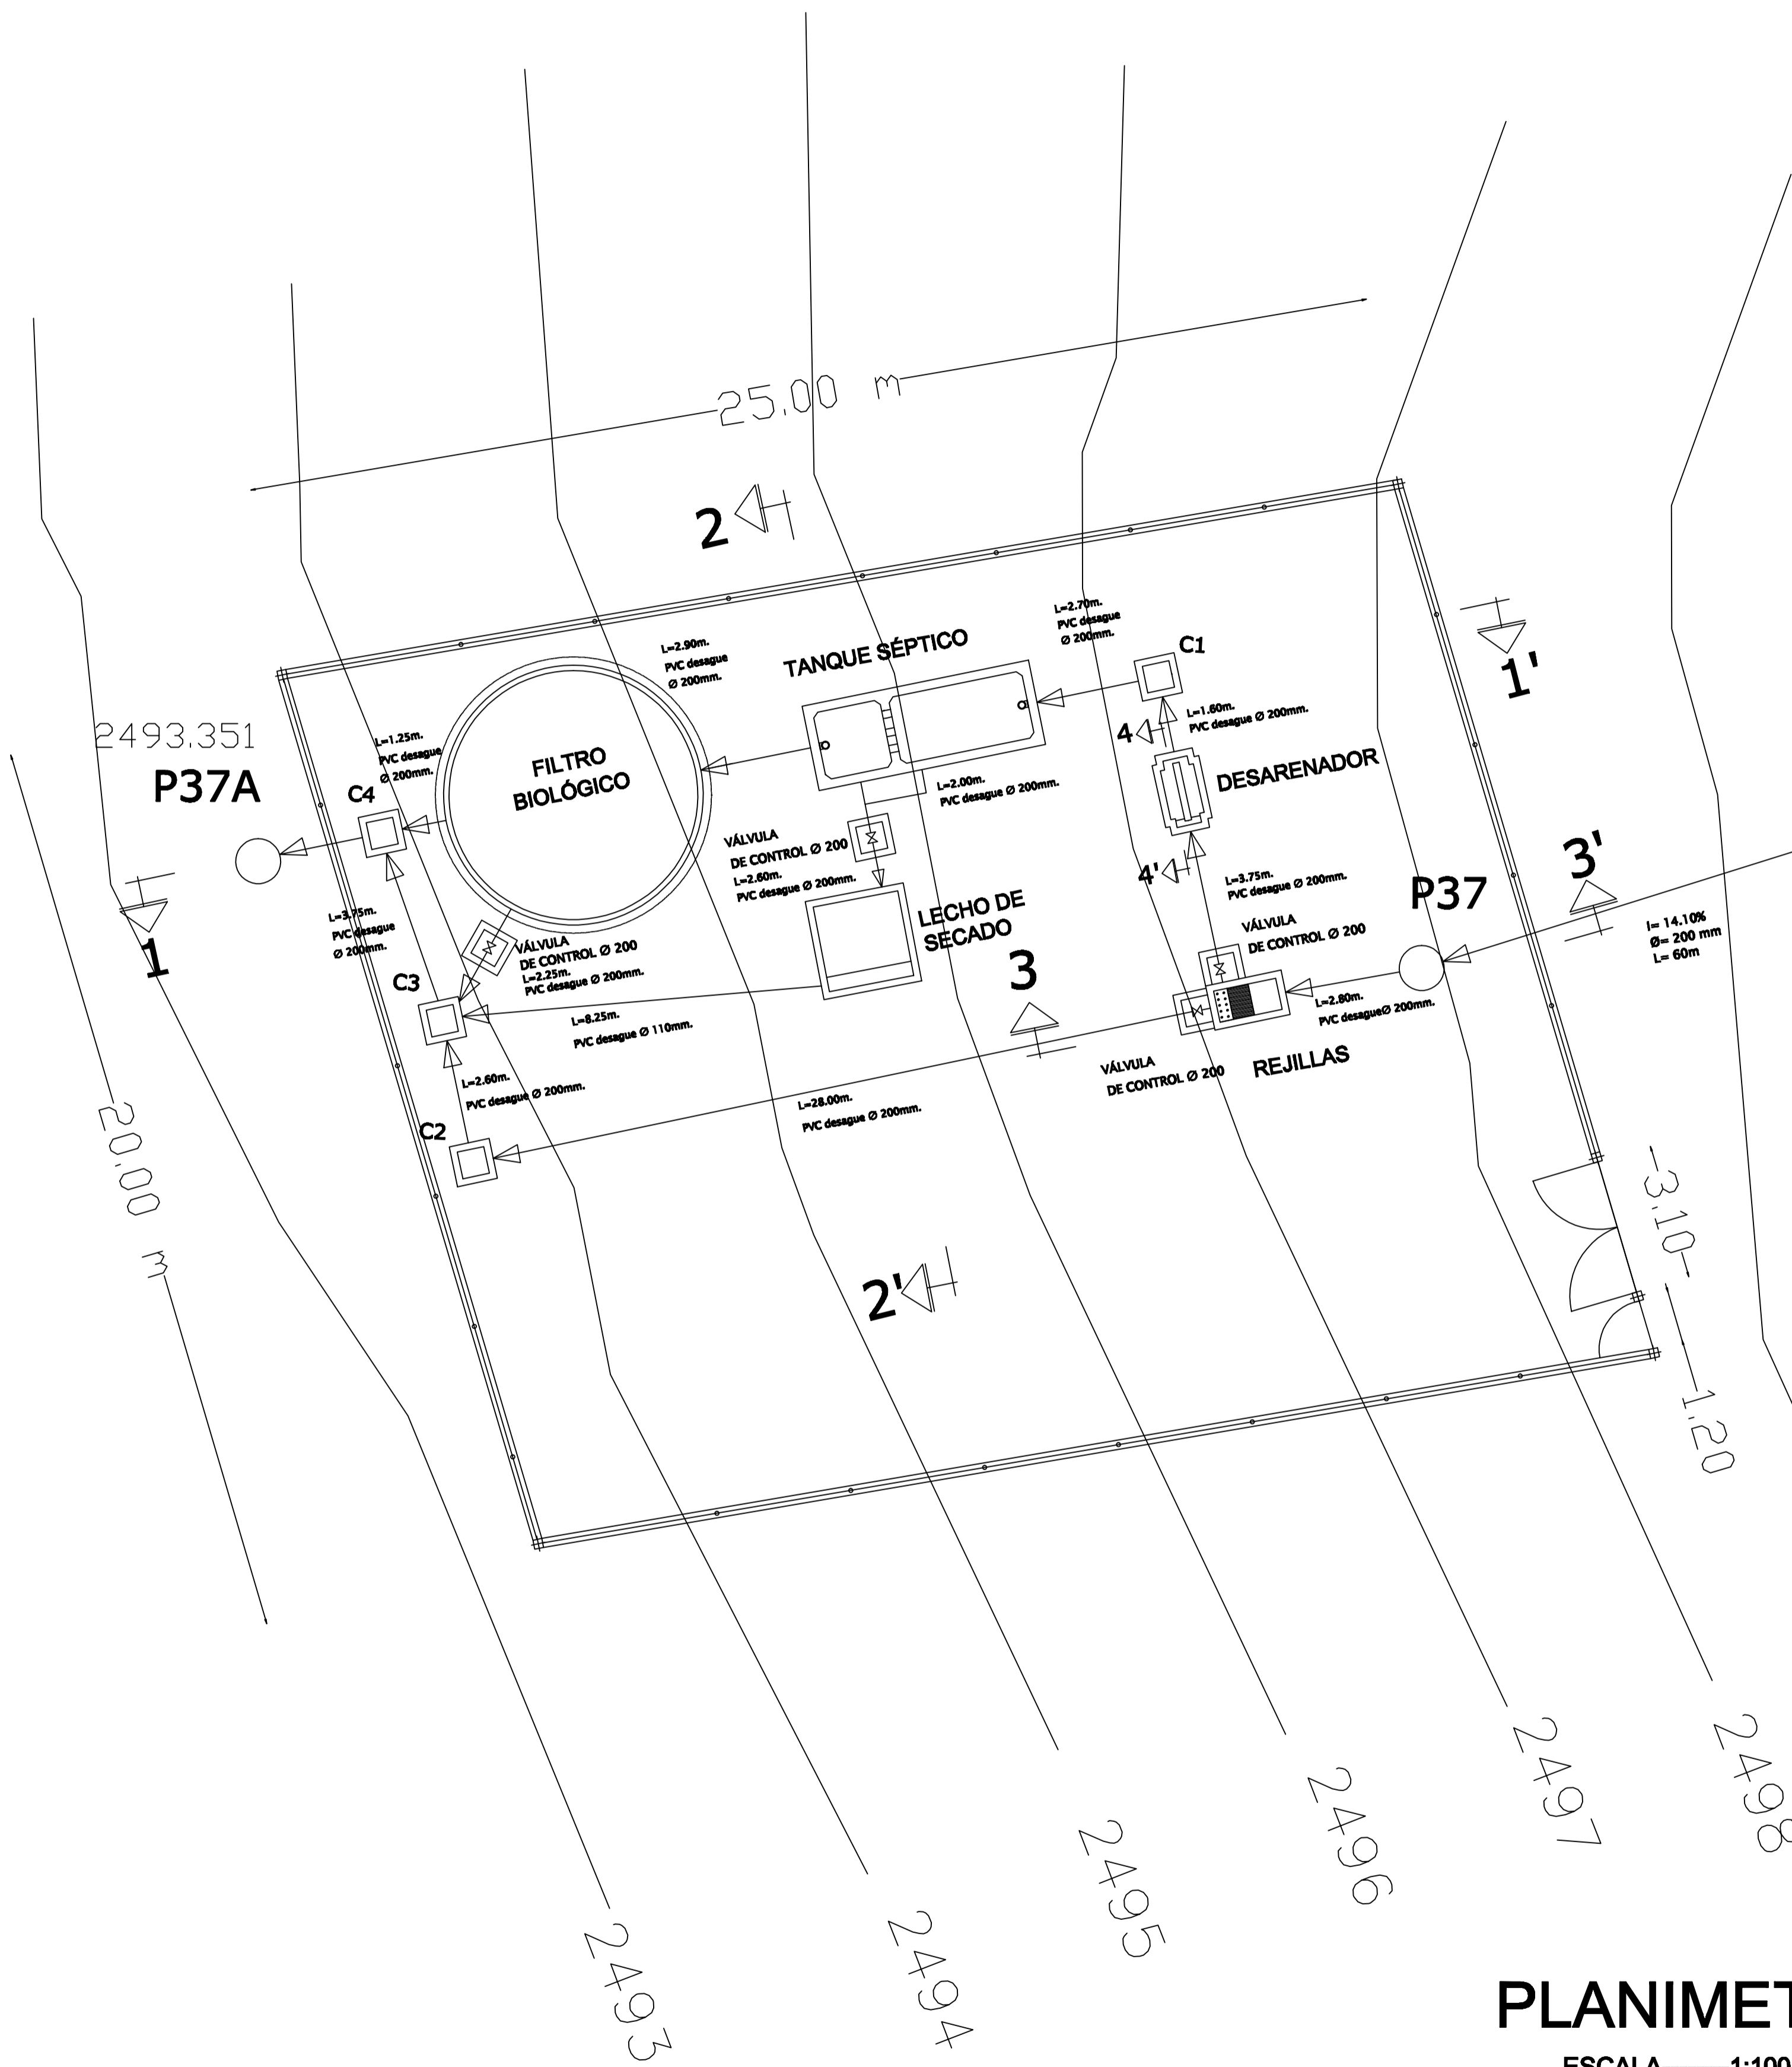 25.00 m
2
1'
L=2.70m.
PVC desague
Ø 200mm.
C1
L=2.90m.
PVC desague
Ø 200mm.
TANQUE SÉPTICO
L=1.60m.
PVC desague Ø 200mm.
4
2493.351
P37A
L=1.25m.
PVC desague
Ø 200mm.
C4
FILTRO
BIOLÓGICO
DESARENADOR
L=2.00m.
PVC desague Ø 200mm.
VÁLVULA
DE CONTROL Ø 200
L=2.60m.
PVC desague Ø 200mm.
4'
L=3.75m.
PVC desague Ø 200mm.
3'
P37
I= 14.10%
Ø= 200 mm
L= 60m
1
L=3.75m.
PVC desague
Ø 200mm.
LECHO DE
SECADO
VÁLVULA
DE CONTROL Ø 200
VÁLVULA
DE CONTROL Ø 200
L=2.25m.
PVC desague Ø 200mm.
3
C3
L=8.25m.
PVC desague Ø 110mm.
L=2.80m.
PVC desagueØ 200mm.
REJILLAS
VÁLVULA
DE CONTROL Ø 200
L=2.60m.
PVC desague Ø 200mm.
L=28.00m.
PVC desague Ø 200mm.
C2
20.00 m
3.10
2'
1.20
2498
2497
2496
2495
2494
2493
PLANIMET
ESCALA 1:100